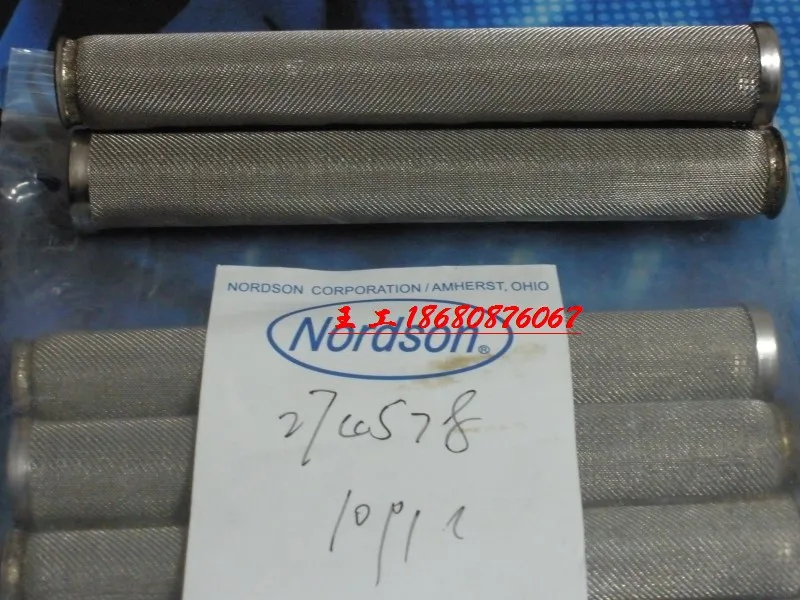 NORDSON CORPORATION / AMHERST, OHIO
王工18680876067
Nordson®
274578